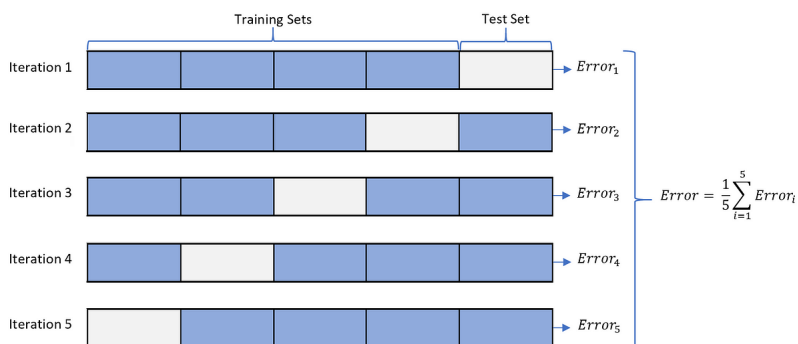 Training Sets
Test Set
Iteration 1
Error₁
Iteration 2
Error₂
Iteration 3
Error₃
Error = 1/5 ∑_{i=1}^{5} Errorᵢ
Iteration 4
Error₄
Iteration 5
Error₅